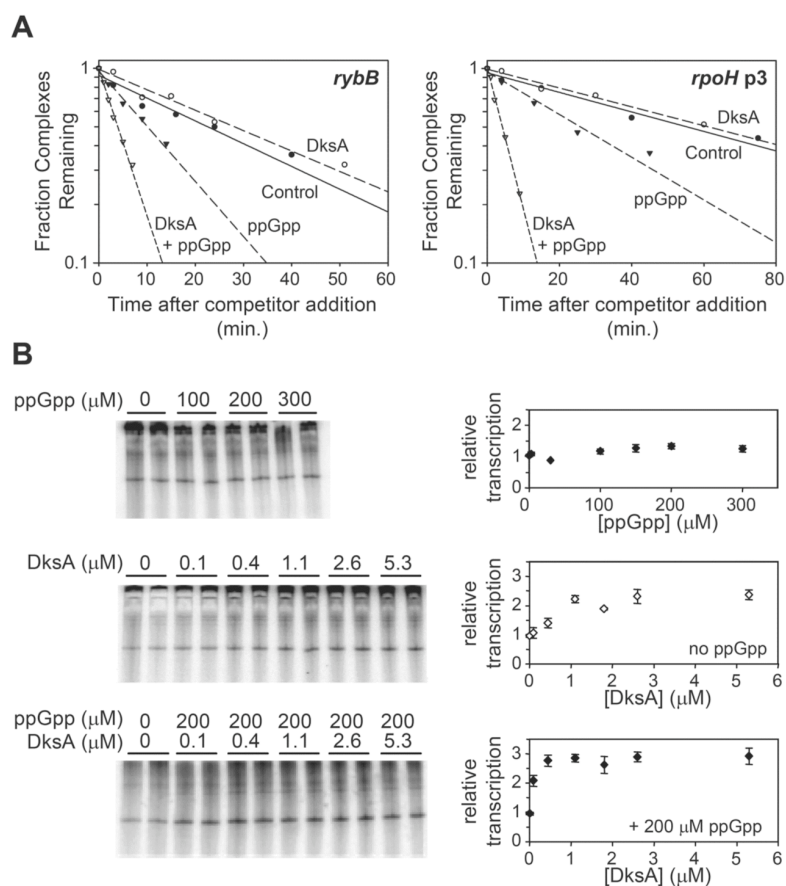 A
Fraction Complexes
Remaining
1
0.1
0 10 20 30 40 50 60
Time after competitor addition
(min.)
rybB
DksA
Control
ppGpp
DksA
+ ppGpp
Fraction Complexes
Remaining
1
0.1
0 20 40 60 80
Time after competitor addition
(min.)
rpoH p3
DksA
Control
ppGpp
DksA
+ ppGpp
B
ppGpp (μM) 0 100 200 300
relative
transcription
2
1
0
0 100 200 300
[ppGpp] (μM)
DksA (μM) 0 0.1 0.4 1.1 2.6 5.3
relative
transcription
3
2
1
0
no ppGpp
0 1 2 3 4 5 6
[DksA] (μM)
ppGpp (μM) 0 200 200 200 200 200
DksA (μM) 0 0.1 0.4 1.1 2.6 5.3
relative
transcription
3
2
1
0
+ 200 μM ppGpp
0 1 2 3 4 5 6
[DksA] (μM)